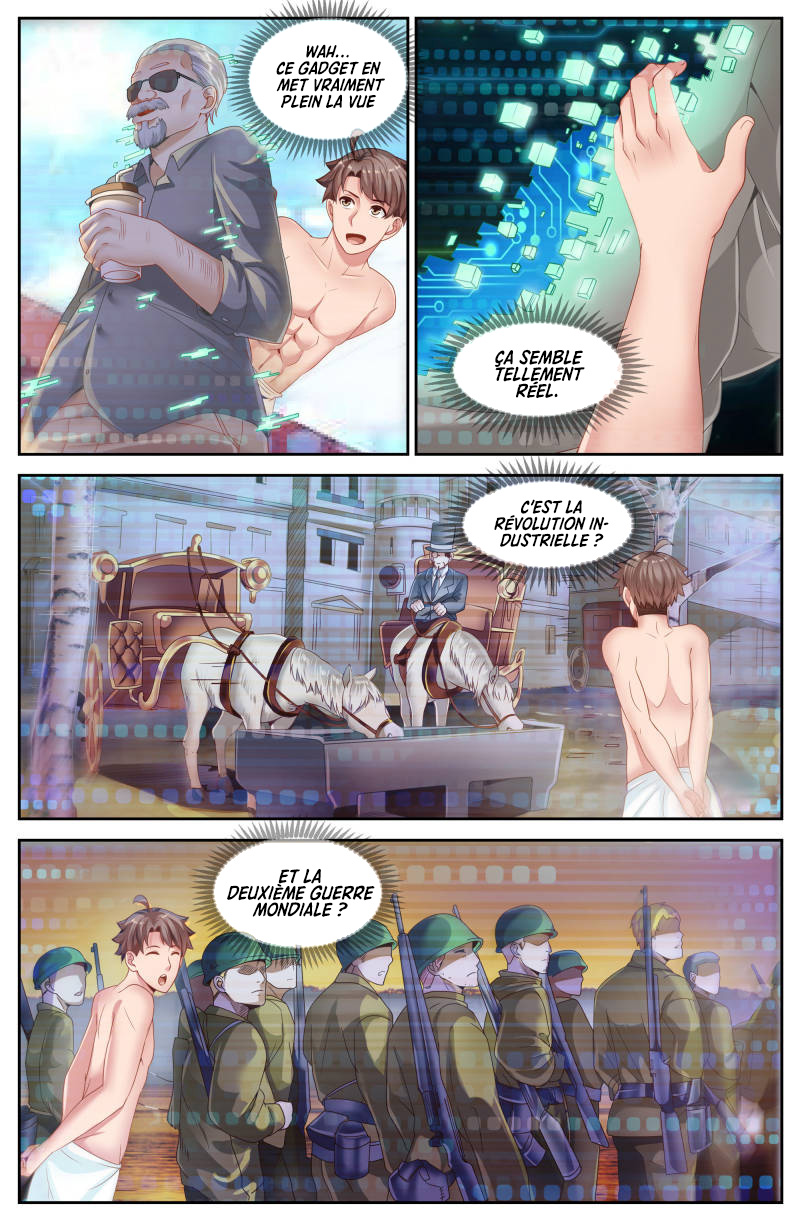 WAH...
CE GADGET EN
MET VRAIMENT
PLEIN LA VUE
ÇA SEMBLE
TELLEMENT
RÉEL.
C'EST LA
RÉVOLUTION IN-
DUSTRIELLE ?
ET LA
DEUXIÈME GUERRE
MONDIALE ?